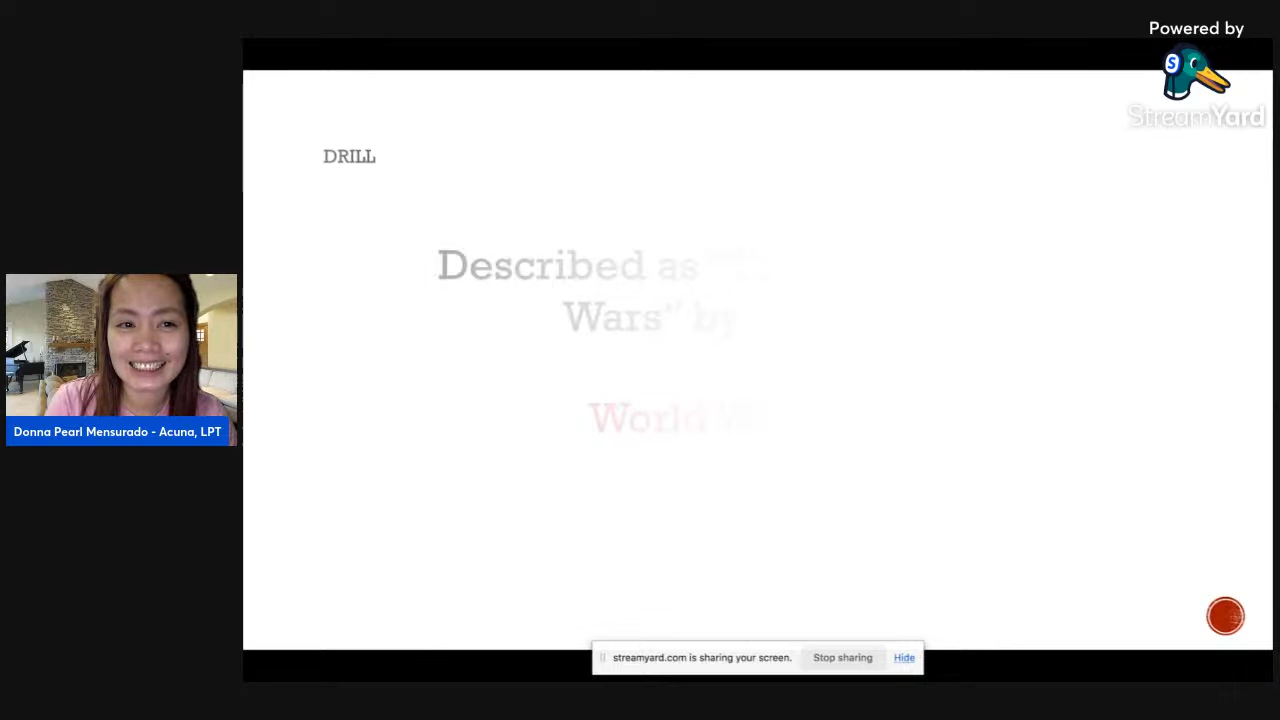 Powered by
StreamYard
DRILL
Described as
Wars" by
World
Donna Pearl Mensurado - Acuna, LPT
streamyard.com is sharing your screen. Stop sharing Hide